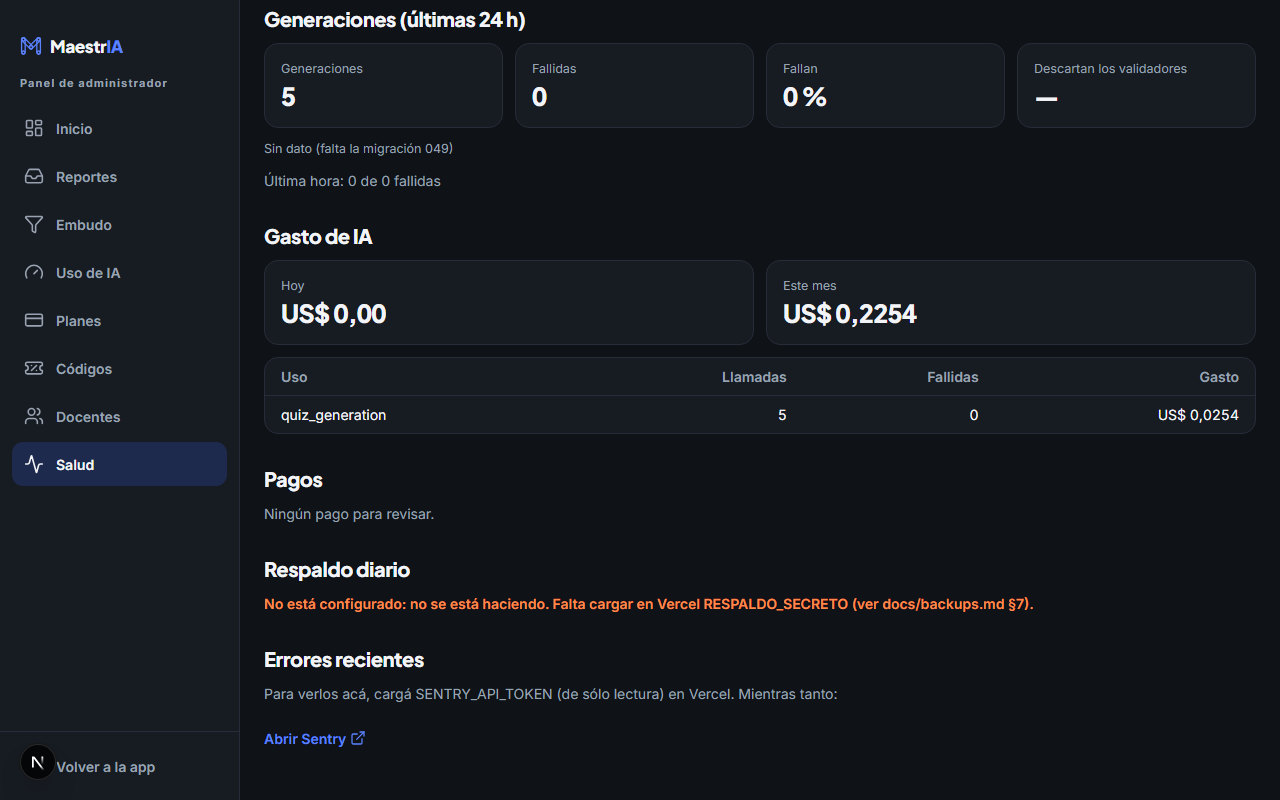 MaestrIA
Panel de administrador
Inicio
Reportes
Embudo
Uso de IA
Planes
Códigos
Docentes
Salud
N
Volver a la app
Generaciones (últimas 24 h)
Generaciones
5
Fallidas
0
Fallan
0 %
Descartan los validadores
—
Sin dato (falta la migración 049)
Última hora: 0 de 0 fallidas
Gasto de IA
Hoy
US$ 0,00
Este mes
US$ 0,2254
Uso Llamadas Fallidas Gasto
quiz_generation 5 0 US$ 0,0254
Pagos
Ningún pago para revisar.
Respaldo diario
No está configurado: no se está haciendo. Falta cargar en Vercel RESPALDO_SECRETO (ver docs/backups.md §7).
Errores recientes
Para verlos acá, cargá SENTRY_API_TOKEN (de sólo lectura) en Vercel. Mientras tanto:
Abrir Sentry